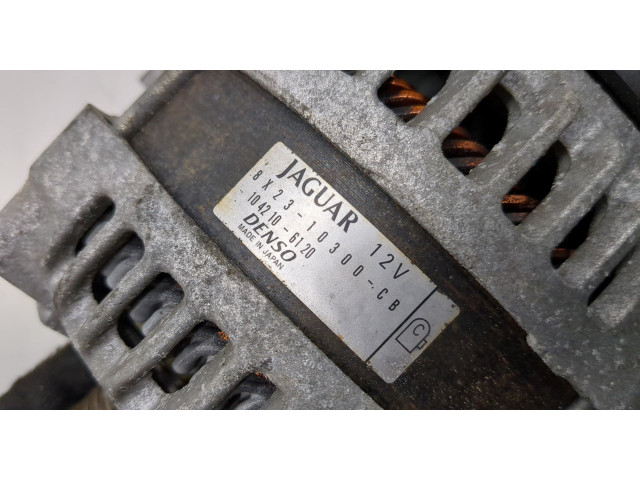 JAGUAR 12V
8X23-10300-CB
104210-6120
DENSO
MADE IN JAPAN
C